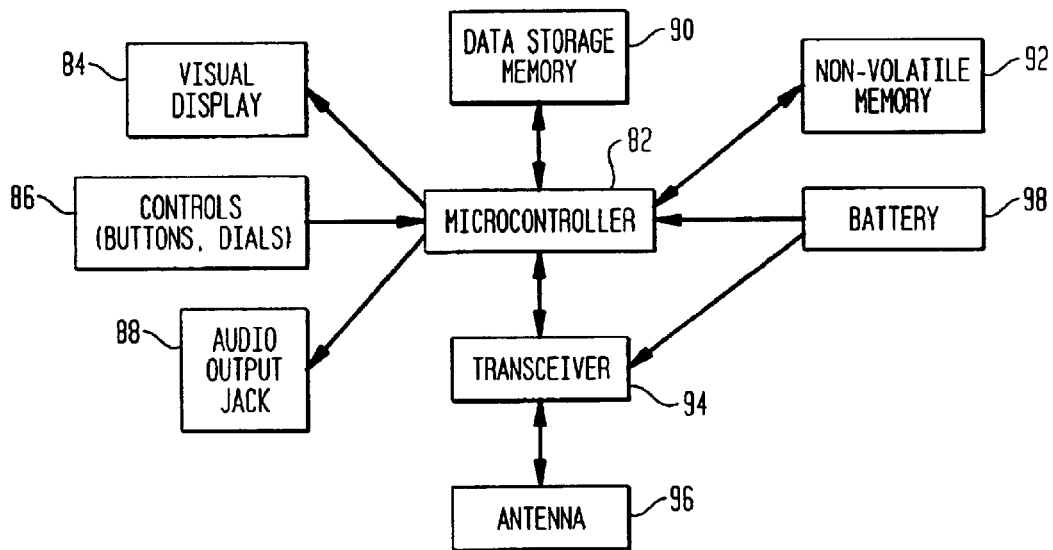 84
VISUAL
DISPLAY
DATA STORAGE
MEMORY
90
NON-VOLATILE
MEMORY
92
86
CONTROLS
(BUTTONS, DIALS)
82
MICROCONTROLLER
BATTERY
98
88
AUDIO
OUTPUT
JACK
TRANSCEIVER
94
ANTENNA
96